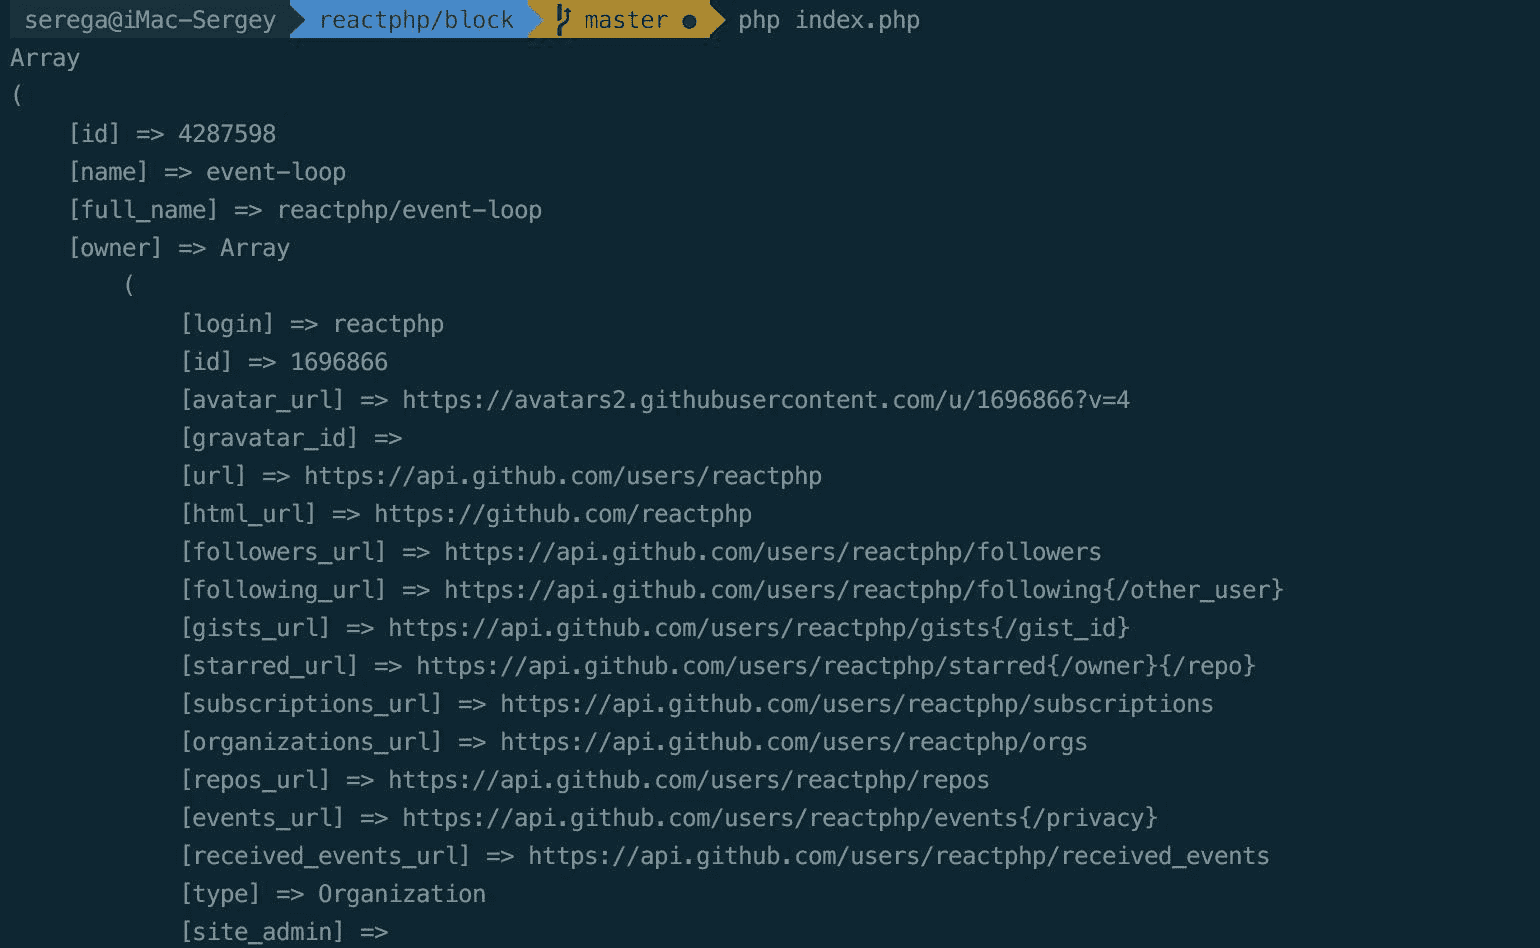 serega@iMac-Sergey reactphp/block master ● php index.php
Array
(
[id] => 4287598
[name] => event-loop
[full_name] => reactphp/event-loop
[owner] => Array
(
[login] => reactphp
[id] => 1696866
[avatar_url] => https://avatars2.githubusercontent.com/u/1696866?v=4
[gravatar_id] =>
[url] => https://api.github.com/users/reactphp
[html_url] => https://github.com/reactphp
[followers_url] => https://api.github.com/users/reactphp/followers
[following_url] => https://api.github.com/users/reactphp/following{/other_user}
[gists_url] => https://api.github.com/users/reactphp/gists{/gist_id}
[starred_url] => https://api.github.com/users/reactphp/starred{/owner}{/repo}
[subscriptions_url] => https://api.github.com/users/reactphp/subscriptions
[organizations_url] => https://api.github.com/users/reactphp/orgs
[repos_url] => https://api.github.com/users/reactphp/repos
[events_url] => https://api.github.com/users/reactphp/events{/privacy}
[received_events_url] => https://api.github.com/users/reactphp/received_events
[type] => Organization
[site_admin] =>